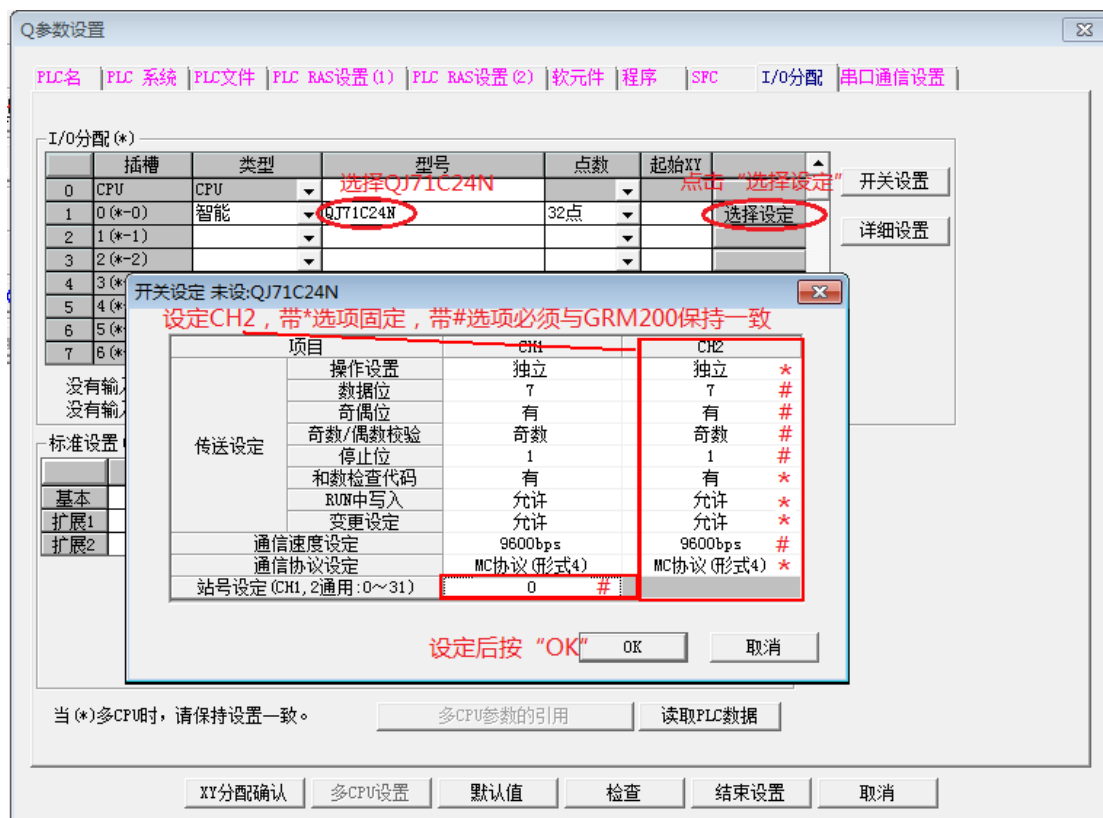 Q参数设置
PLC名 PLC 系统 PLC文件 PLC RAS设置(1) PLC RAS设置(2) 软元件 程序 SFC I/O分配 串口通信设置
I/O分配(*)
插槽 类型 型号 点数 起始XY
0 CPU CPU 选择QJ71C24N 点击“选择设定” 开关设置
1 0(*-0) 智能 QJ71C24N 32点 选择设定
2 1(*-1) 详细设置
3 2(*-2)
4 3(*
5 4(*
6 5(*
7 6(*
没有输入
没有输入
标准设置
基本
扩展1
扩展2
开关设定 未设:QJ71C24N
设定CH2，带*选项固定，带#选项必须与GRM200保持一致
项目 CH1 CH2
传送设定
操作设置 独立 独立 *
数据位 7 7 #
奇偶位 有 有 #
奇数/偶数校验 奇数 奇数 #
停止位 1 1 #
和数检查代码 有 有 *
RUN中写入 允许 允许 *
变更设定 允许 允许 *
通信速度设定 9600bps 9600bps #
通信协议设定 MC协议(形式4) MC协议(形式4) *
站号设定(CH1,2通用:0～31) 0 #
设定后按“OK” OK 取消
当(*)多CPU时,请保持设置一致。 多CPU参数的引用 读取PLC数据
XY分配确认 多CPU设置 默认值 检查 结束设置 取消